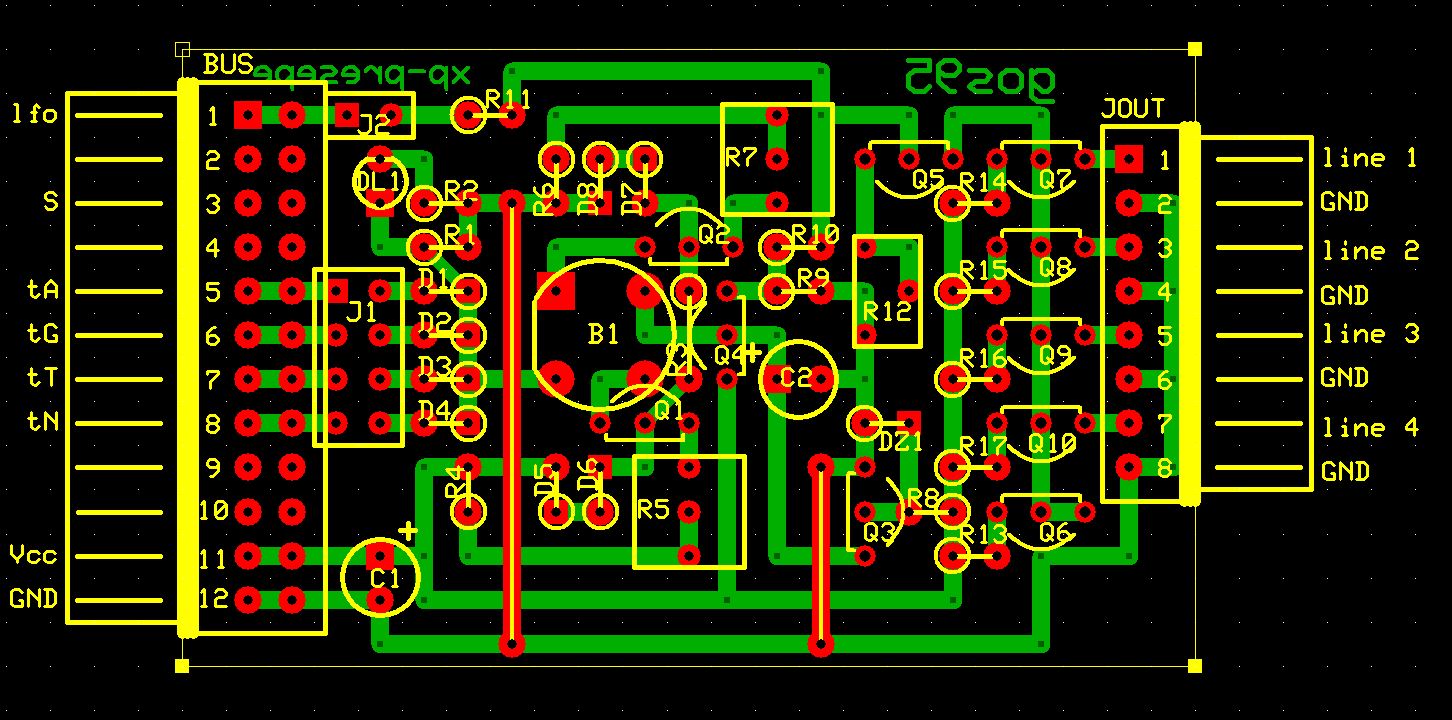 BUS
xp-presepe
gos95
JOUT
lfo
1
J2
R11
2
DL1
R7
Q5
R14
Q7
1
line 1
S
3
R2
R6
D8
D7
2
GND
4
R1
Q2
R10
Q8
3
line 2
tA
5
D1
J1
R9
R15
R12
4
GND
tG
6
D2
B1
R3
Q4
+
Q9
5
line 3
tT
7
D3
C2
R16
6
GND
tN
8
D4
Q1
DZ1
Q10
7
line 4
9
R4
D5
D6
R17
8
GND
10
R5
R8
+
Q3
R13
Q6
Vcc
11
C1
GND
12